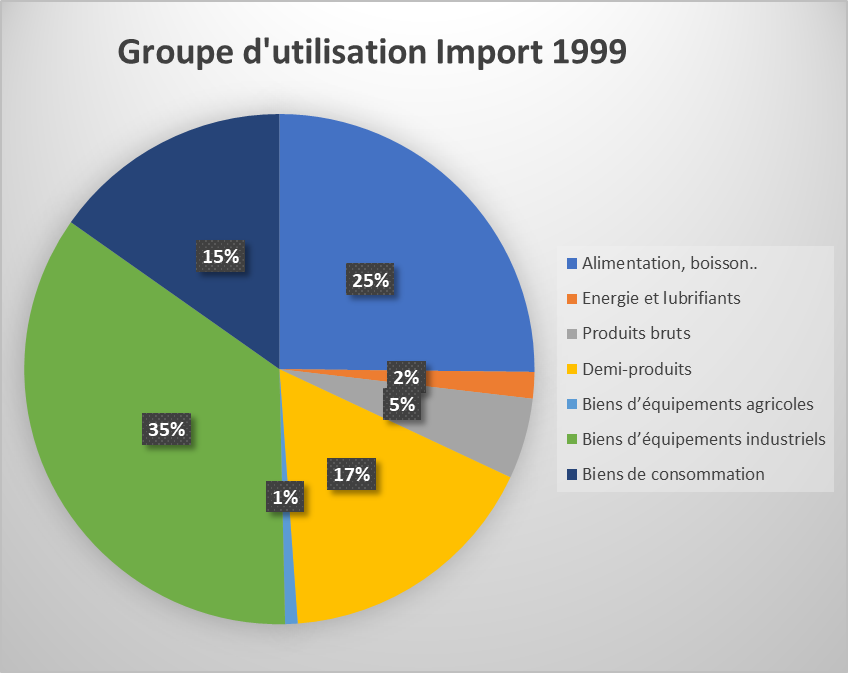 Groupe d'utilisation Import 1999
15%
25%
2%
5%
35%
17%
1%
Alimentation, boisson..
Energie et lubrifiants
Produits bruts
Demi-produits
Biens d’équipements agricoles
Biens d’équipements industriels
Biens de consommation